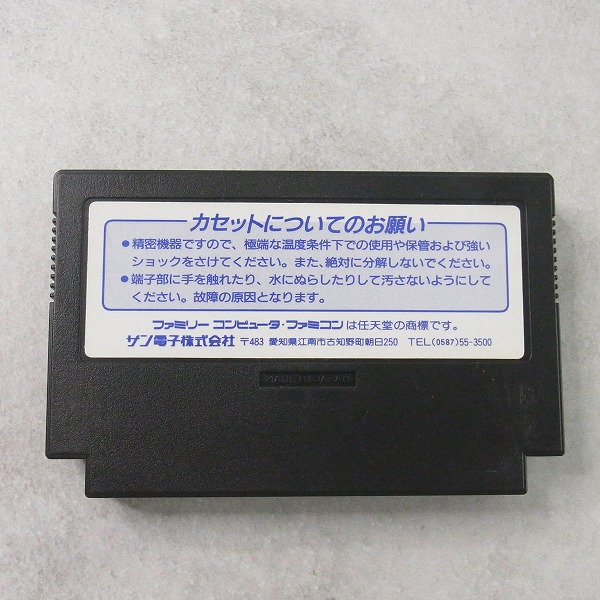 カセットについてのお願い
●精密機器ですので、極端な温度条件下での使用や保管および強い
ショックをさけてください。また、絶対に分解しないでください。
●端子部に手を触れたり、水にぬらしたりして汚さないようにして
ください。故障の原因となります。
ファミリー コンピュータ・ファミコンは任天堂の商標です。
サン電子株式会社 〒483 愛知県江南市古知野町朝日250 TEL(0587)55-3500
MADE IN JAPAN